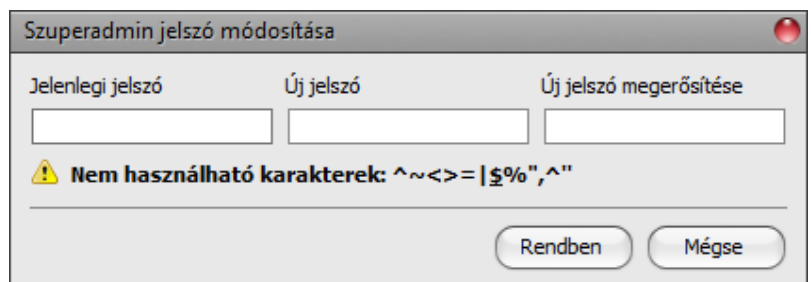 Szuperadmin jelszó módosítása
Jelenlegi jelszó Új jelszó Új jelszó megerősítése
Nem használható karakterek: ^~<>=|$%",^"
Rendben Mégse